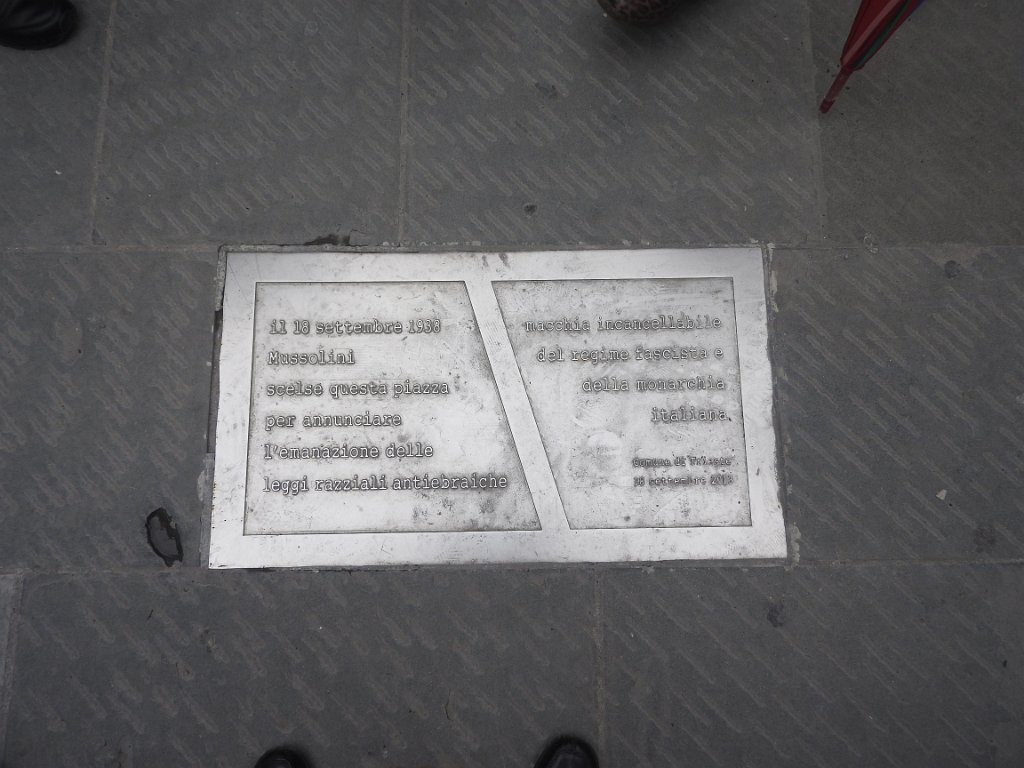 il 18 settembre 1938
Mussolini
scelse questa piazza
per annunciare
l'emanazione delle
leggi razziali antiebraiche
macchia incancellabile
del regime fascista e
della monarchia
italiana
Comune di Trieste
18 settembre 2013